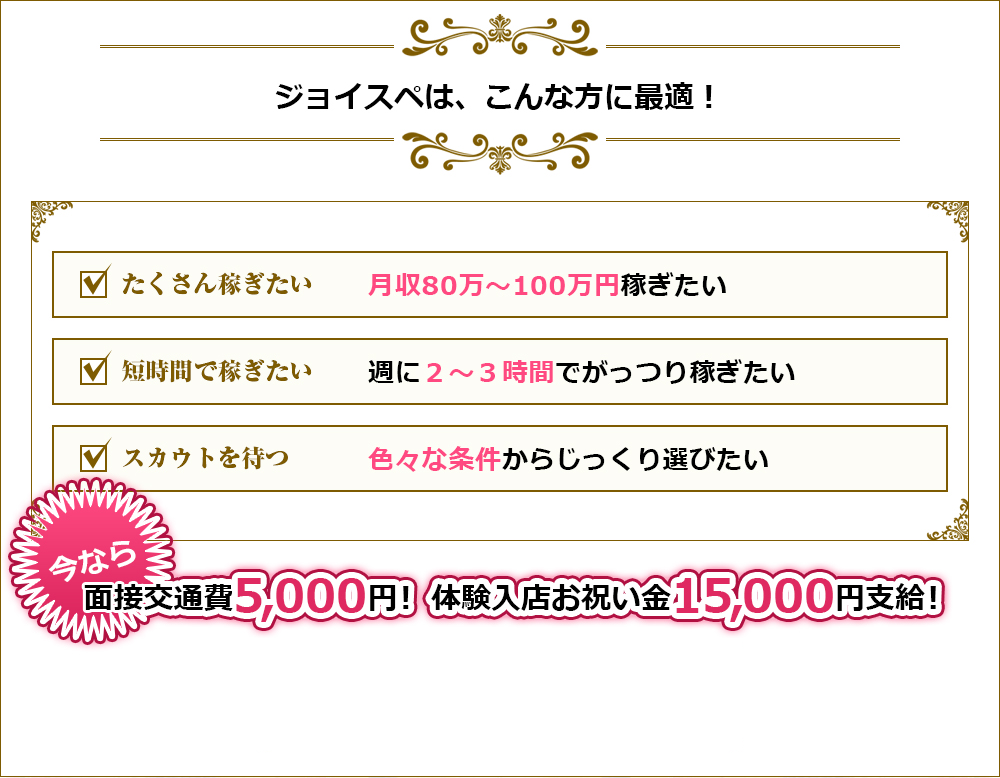 ジョイスペは、こんな方に最適！
たくさん稼ぎたい 月収80万～100万円稼ぎたい
短時間で稼ぎたい 週に２～３時間でがっつり稼ぎたい
スカウトを待つ 色々な条件からじっくり選びたい
今なら
面接交通費5,000円! 体験入店お祝い金15,000円支給!